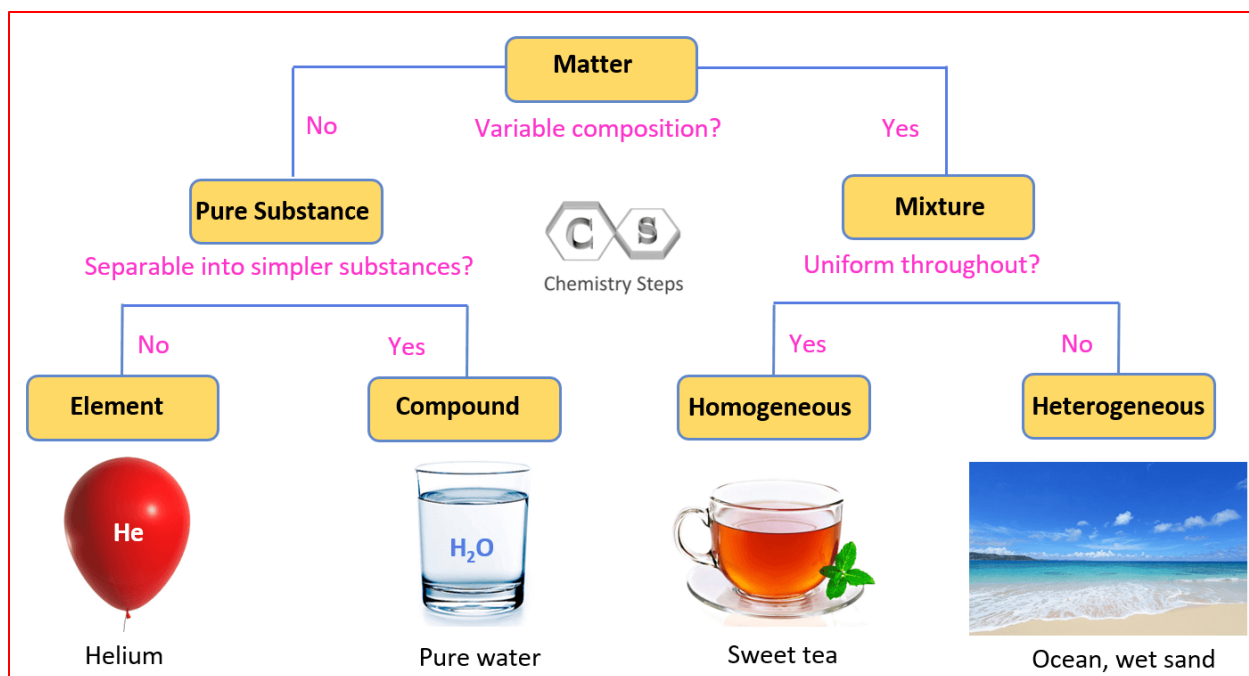 Matter
No
Variable composition?
Yes
Pure Substance
Mixture
C S
Separable into simpler substances?
Uniform throughout?
Chemistry Steps
No
Yes
Yes
No
Element
Compound
Homogeneous
Heterogeneous
He
H₂O
Helium
Pure water
Sweet tea
Ocean, wet sand